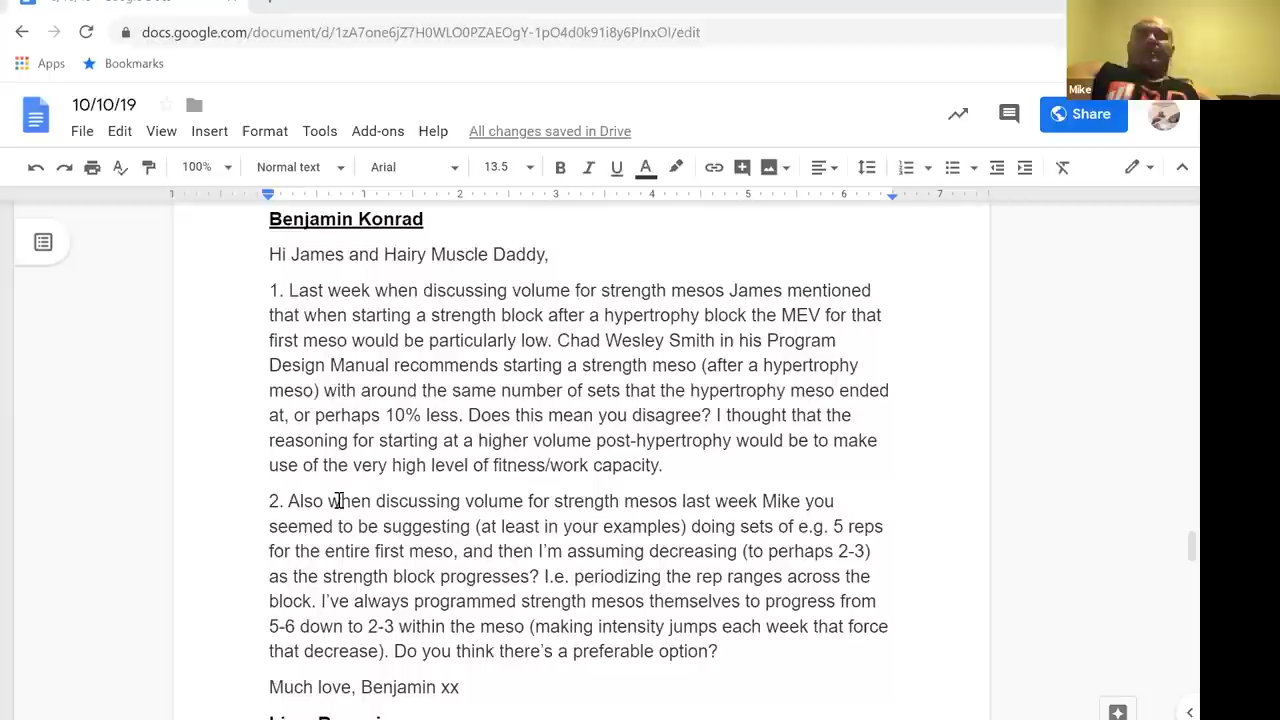 docs.google.com/document/d/1zA7one6jZ7H0WLO0PZAEOgY-1pO4d0k91i8y6PlnxOI/edit
Apps Bookmarks
Mike
10/10/19
File Edit View Insert Format Tools Add-ons Help All changes saved in Drive
Share
100% Normal text Arial 13.5 B I U A
1 1 2 3 4 5 6 7
Benjamin Konrad
Hi James and Hairy Muscle Daddy,
1. Last week when discussing volume for strength mesos James mentioned
that when starting a strength block after a hypertrophy block the MEV for that
first meso would be particularly low. Chad Wesley Smith in his Program
Design Manual recommends starting a strength meso (after a hypertrophy
meso) with around the same number of sets that the hypertrophy meso ended
at, or perhaps 10% less. Does this mean you disagree? I thought that the
reasoning for starting at a higher volume post-hypertrophy would be to make
use of the very high level of fitness/work capacity.
2. Also when discussing volume for strength mesos last week Mike you
seemed to be suggesting (at least in your examples) doing sets of e.g. 5 reps
for the entire first meso, and then I'm assuming decreasing (to perhaps 2-3)
as the strength block progresses? I.e. periodizing the rep ranges across the
block. I've always programmed strength mesos themselves to progress from
5-6 down to 2-3 within the meso (making intensity jumps each week that force
that decrease). Do you think there's a preferable option?
Much love, Benjamin xx